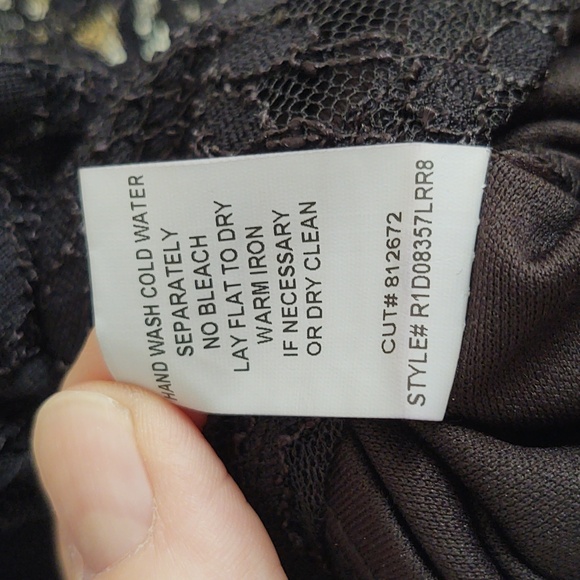 HAND WASH COLD WATER
SEPARATELY
NO BLEACH
LAY FLAT TO DRY
WARM IRON
IF NECESSARY
OR DRY CLEAN
CUT# 812672
STYLE# R1D08357LRR8